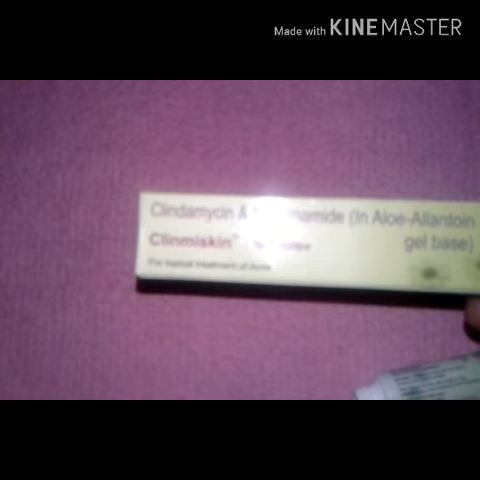 Made with KINEMASTER
Clindamycin & namide (In Aloe-Allantoin
gel base)
Clinmiskin®
For topical treatment of Acne